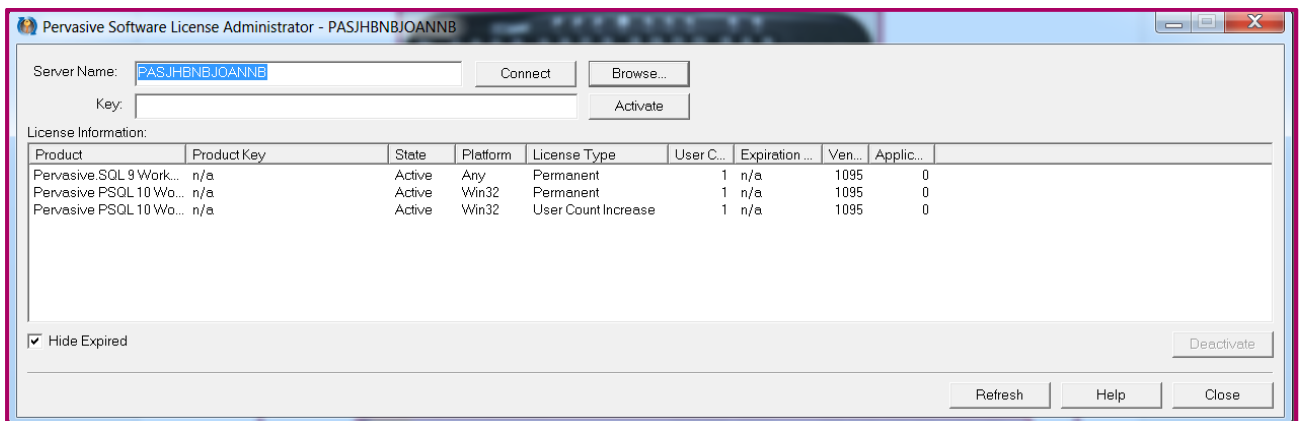 Pervasive Software License Administrator - PASJHBNBJOANNB
Server Name: PASJHBNBJOANNB Connect Browse...
Key: Activate
License Information:
Product Product Key State Platform License Type User C... Expiration ... Ven... Applic...
Pervasive.SQL 9 Work... n/a Active Any Permanent 1 n/a 1095 0
Pervasive PSQL 10 Wo... n/a Active Win32 Permanent 1 n/a 1095 0
Pervasive PSQL 10 Wo... n/a Active Win32 User Count Increase 1 n/a 1095 0
Hide Expired Deactivate
Refresh Help Close